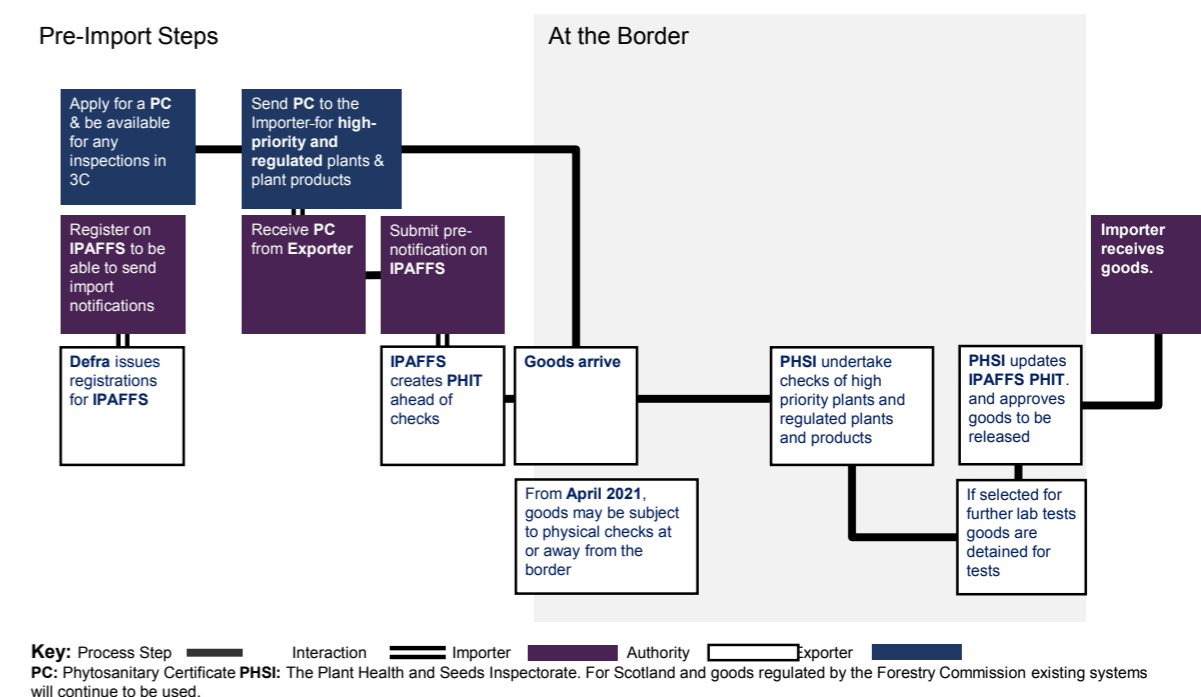 Pre-Import Steps
At the Border
Apply for a PC
& be available
for any
inspections in
3C
Send PC to the
Importer-for high-
priority and
regulated plants &
plant products
Register on
IPAFFS to be
able to send
import
notifications
Receive PC
from Exporter
Submit pre-
notification on
IPAFFS
Importer
receives
goods.
Defra issues
registrations
for IPAFFS
IPAFFS
creates PHIT
ahead of
checks
Goods arrive
PHSI undertake
checks of high
priority plants and
regulated plants
and products
PHSI updates
IPAFFS PHIT.
and approves
goods to be
released
From April 2021,
goods may be subject
to physical checks at
or away from the
border
If selected for
further lab tests
goods are
detained for
tests
Key: Process Step Interaction Importer Authority Exporter
PC: Phytosanitary Certificate PHSI: The Plant Health and Seeds Inspectorate. For Scotland and goods regulated by the Forestry Commission existing systems
will continue to be used.